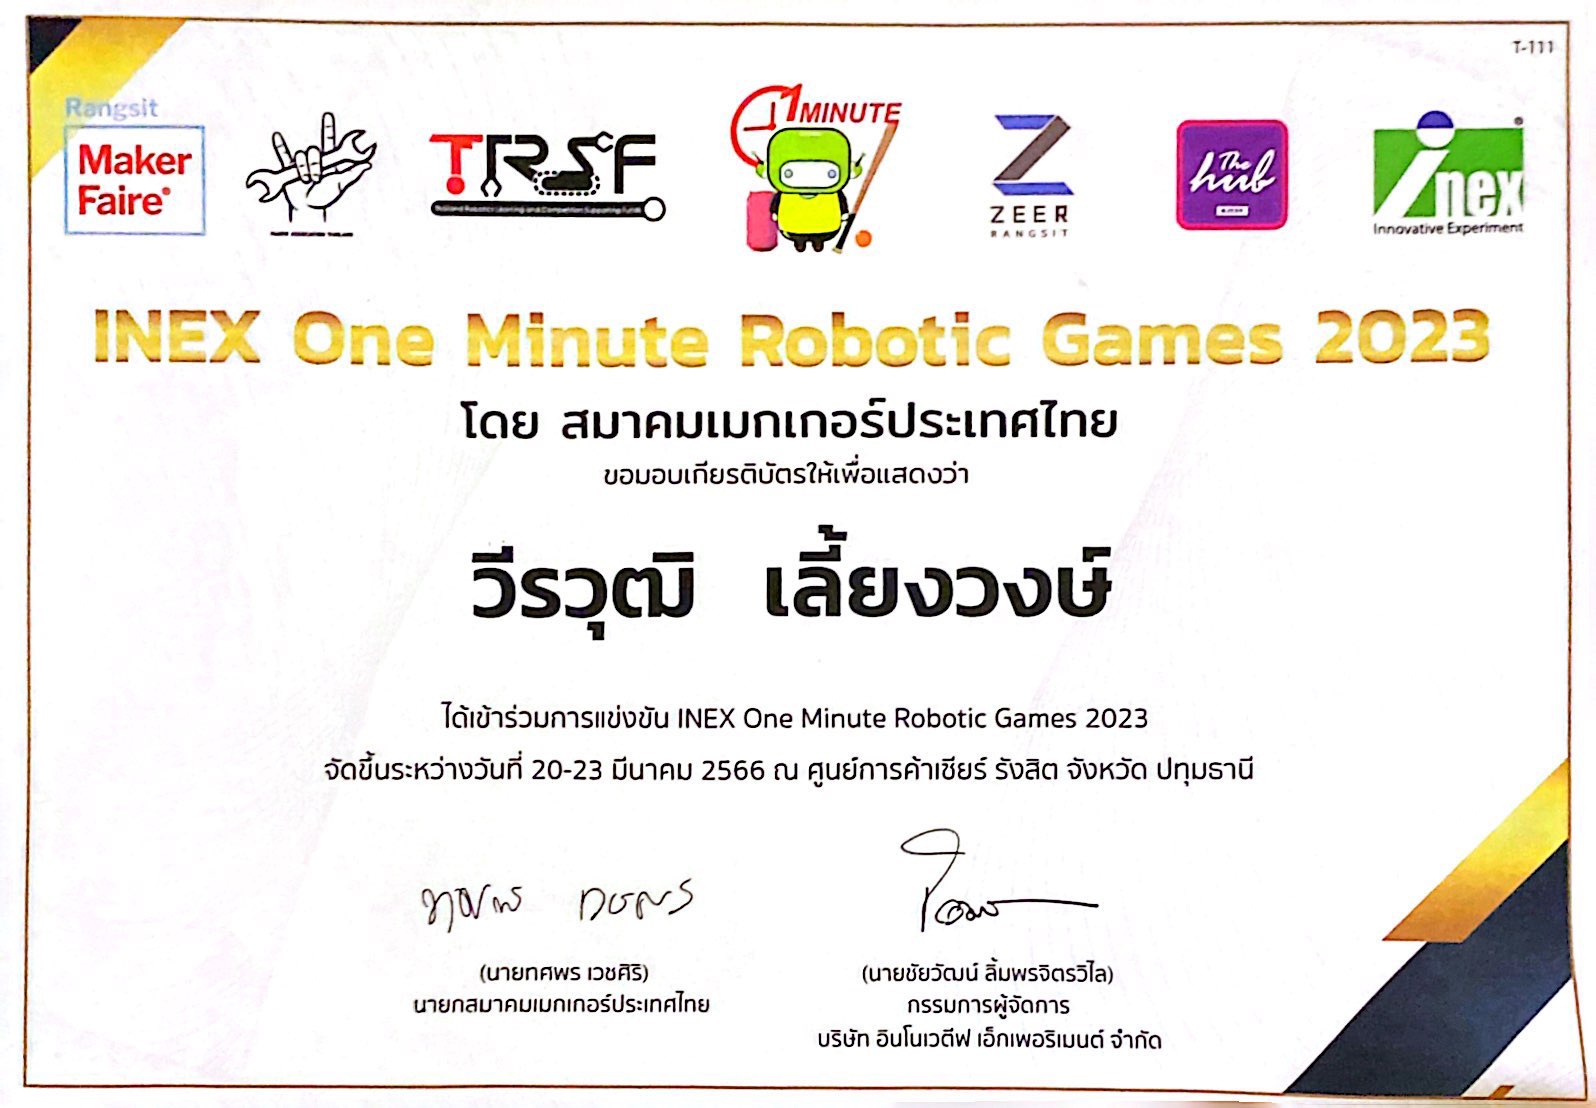 T-111
Rangsit
Maker
Faire®
TRSF
1 MINUTE
ZEER
RANGSIT
The
hub
inex®
Innovative Experiment
INEX One Minute Robotic Games 2023
โดย สมาคมเมกเกอร์ประเทศไทย
ขอมอบเกียรติบัตรให้เพื่อแสดงว่า
วีรวุฒิ เลี้ยงวงษ์
ได้เข้าร่วมการแข่งขัน INEX One Minute Robotic Games 2023
จัดขึ้นระหว่างวันที่ 20-23 มีนาคม 2566 ณ ศูนย์การค้าเซียร์ รังสิต จังหวัด ปทุมธานี
(นายทศพร เวชศิริ)
นายกสมาคมเมกเกอร์ประเทศไทย
(นายชัยวัฒน์ ลิ้มพรจิตรวิไล)
กรรมการผู้จัดการ
บริษัท อินโนเวตีฟ เอ็กเพอริเมนต์ จำกัด